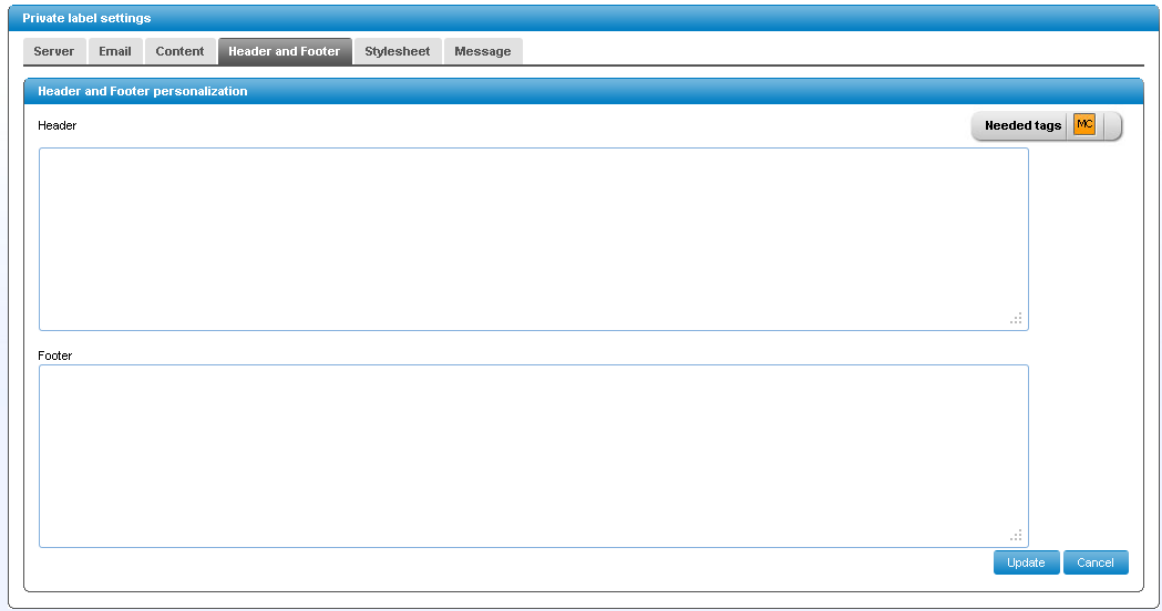 Private label settings
Server Email Content Header and Footer Stylesheet Message
Header and Footer personalization
Header Needed tags MC
Footer
Update Cancel